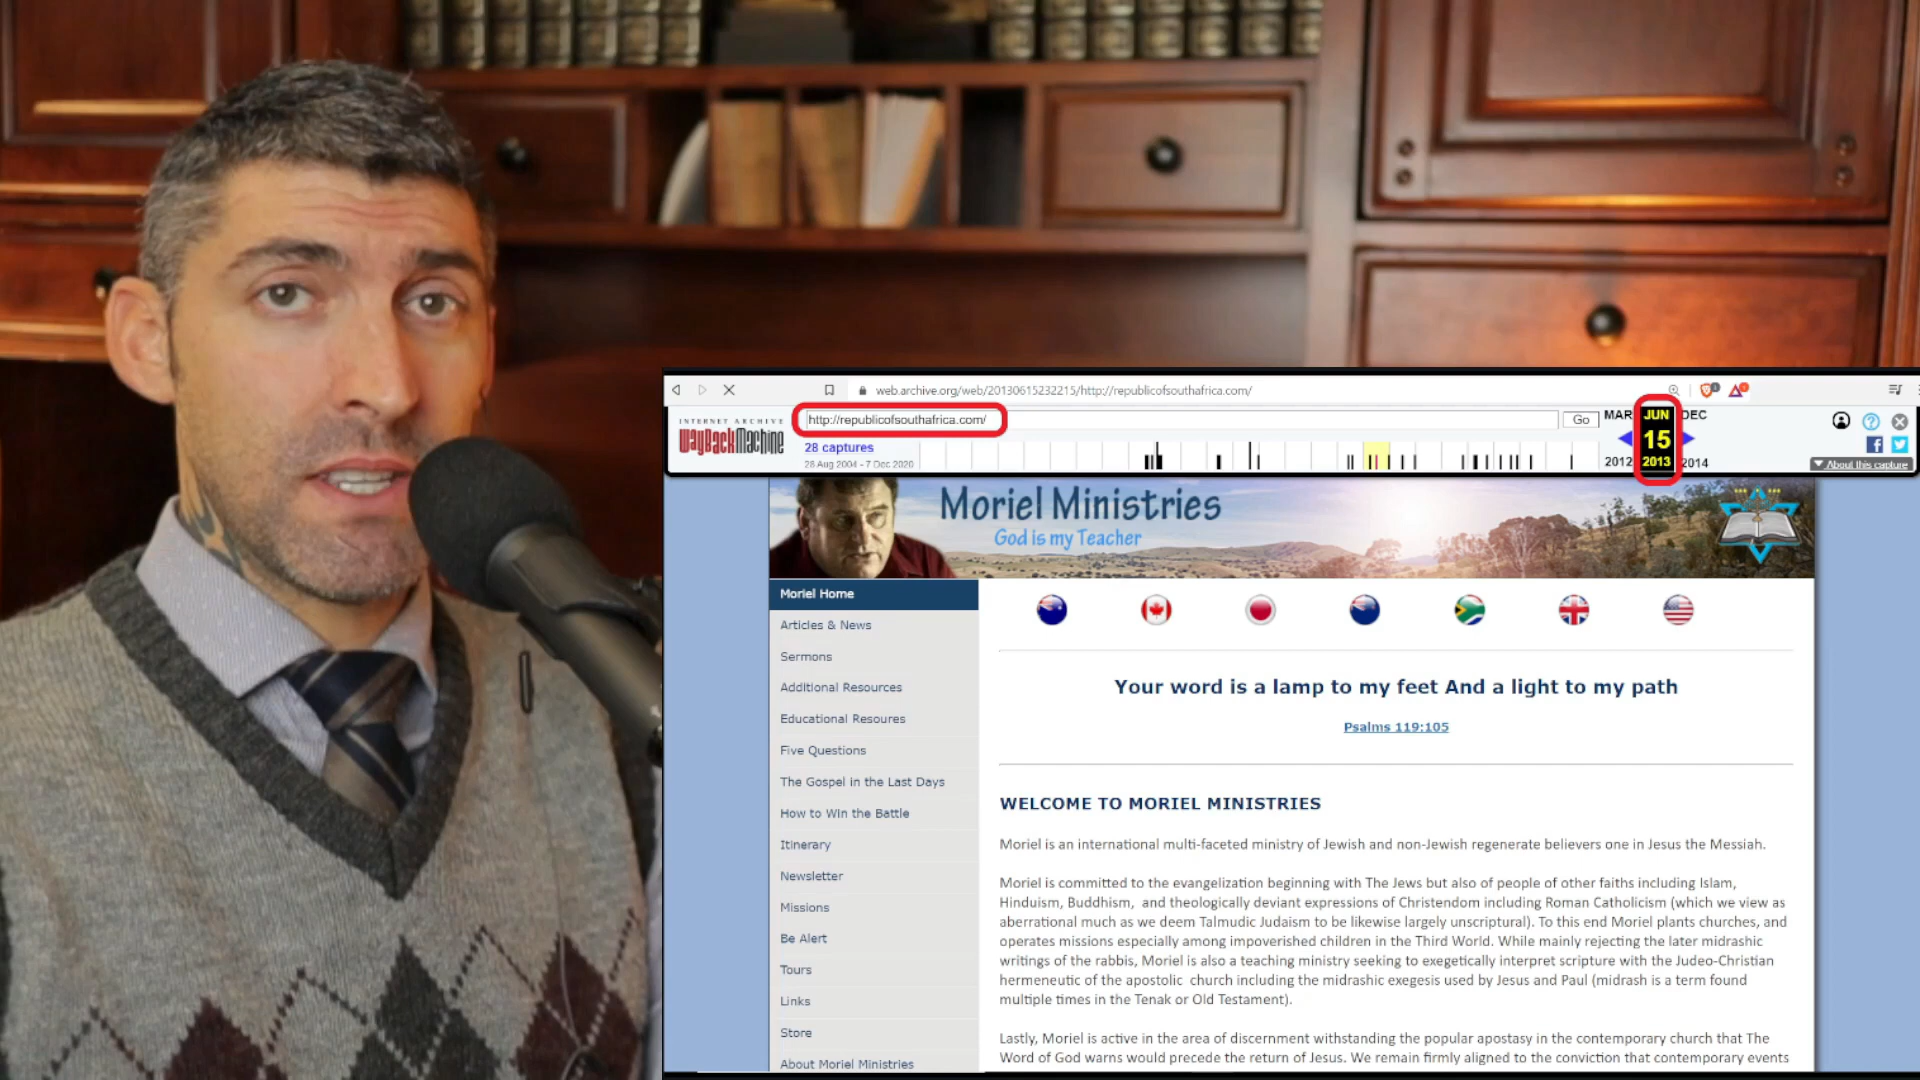 web.archive.org/web/20130615232215/http://republicofsouthafrica.com/
INTERNET ARCHIVE
WayBackMachine
http://republicofsouthafrica.com/
Go
28 captures
28 Aug 2004 - 7 Dec 2020
MAR JUN DEC
15
2012 2013 2014
About this capture
Moriel Ministries
God is my Teacher
Moriel Home
Articles & News
Sermons
Additional Resources
Educational Resoures
Five Questions
The Gospel in the Last Days
How to Win the Battle
Itinerary
Newsletter
Missions
Be Alert
Tours
Links
Store
About Moriel Ministries
Your word is a lamp to my feet And a light to my path
Psalms 119:105
WELCOME TO MORIEL MINISTRIES
Moriel is an international multi-faceted ministry of Jewish and non-Jewish regenerate believers one in Jesus the Messiah.
Moriel is committed to the evangelization beginning with The Jews but also of people of other faiths including Islam,
Hinduism, Buddhism, and theologically deviant expressions of Christendom including Roman Catholicism (which we view as
aberrational much as we deem Talmudic Judaism to be likewise largely unscriptural). To this end Moriel plants churches, and
operates missions especially among impoverished children in the Third World. While mainly rejecting the later midrashic
writings of the rabbis, Moriel is also a teaching ministry seeking to exegetically interpret scripture with the Judeo-Christian
hermeneutic of the apostolic church including the midrashic exegesis used by Jesus and Paul (midrash is a term found
multiple times in the Tenak or Old Testament).
Lastly, Moriel is active in the area of discernment withstanding the popular apostasy in the contemporary church that The
Word of God warns would precede the return of Jesus. We remain firmly aligned to the conviction that contemporary events